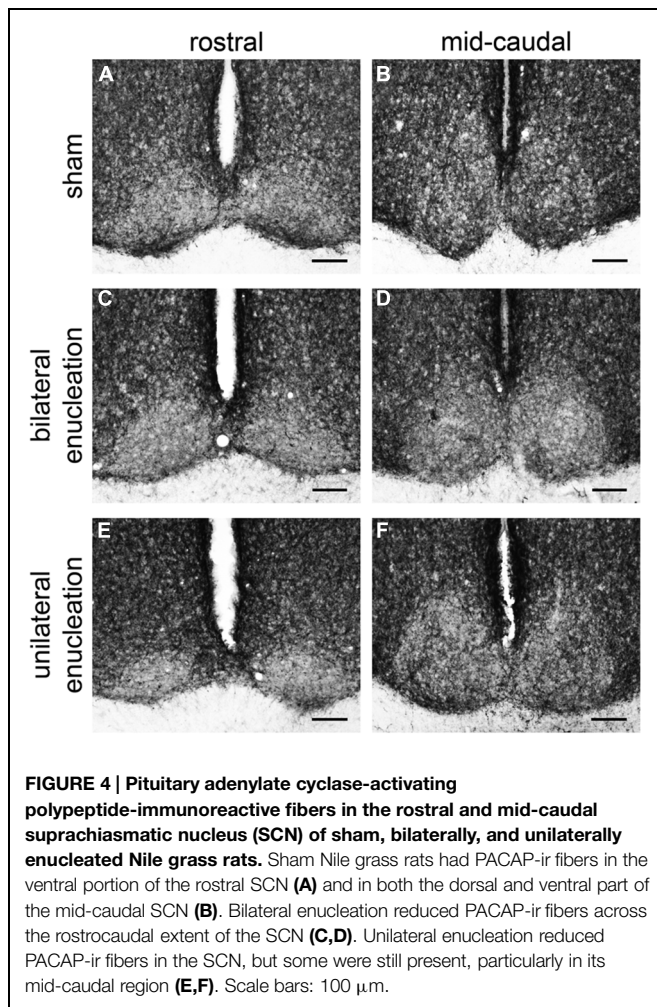 rostral
mid-caudal
A
B
sham
C
D
bilateral
enucleation
E
F
unilateral
enucleation
FIGURE 4 | Pituitary adenylate cyclase-activating
polypeptide-immunoreactive fibers in the rostral and mid-caudal
suprachiasmatic nucleus (SCN) of sham, bilaterally, and unilaterally
enucleated Nile grass rats. Sham Nile grass rats had PACAP-ir fibers in the
ventral portion of the rostral SCN (A) and in both the dorsal and ventral part of
the mid-caudal SCN (B). Bilateral enucleation reduced PACAP-ir fibers across
the rostrocaudal extent of the SCN (C,D). Unilateral enucleation reduced
PACAP-ir fibers in the SCN, but some were still present, particularly in its
mid-caudal region (E,F). Scale bars: 100 μm.